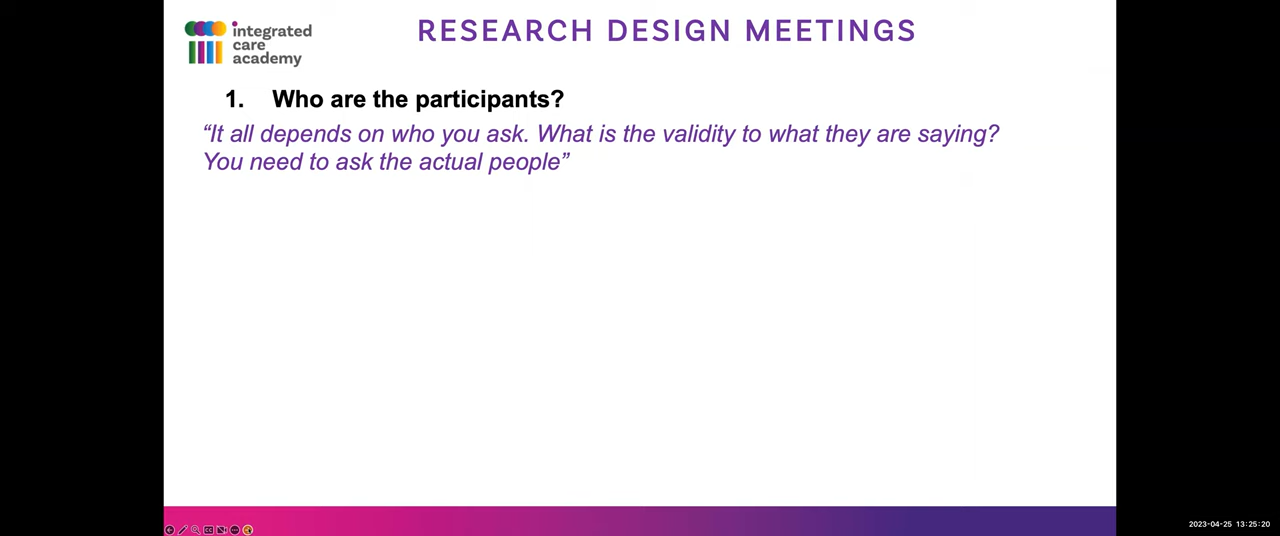 integrated
care
academy
RESEARCH DESIGN MEETINGS
1. Who are the participants?
“It all depends on who you ask. What is the validity to what they are saying?
You need to ask the actual people”
2023-04-25 13:25:20